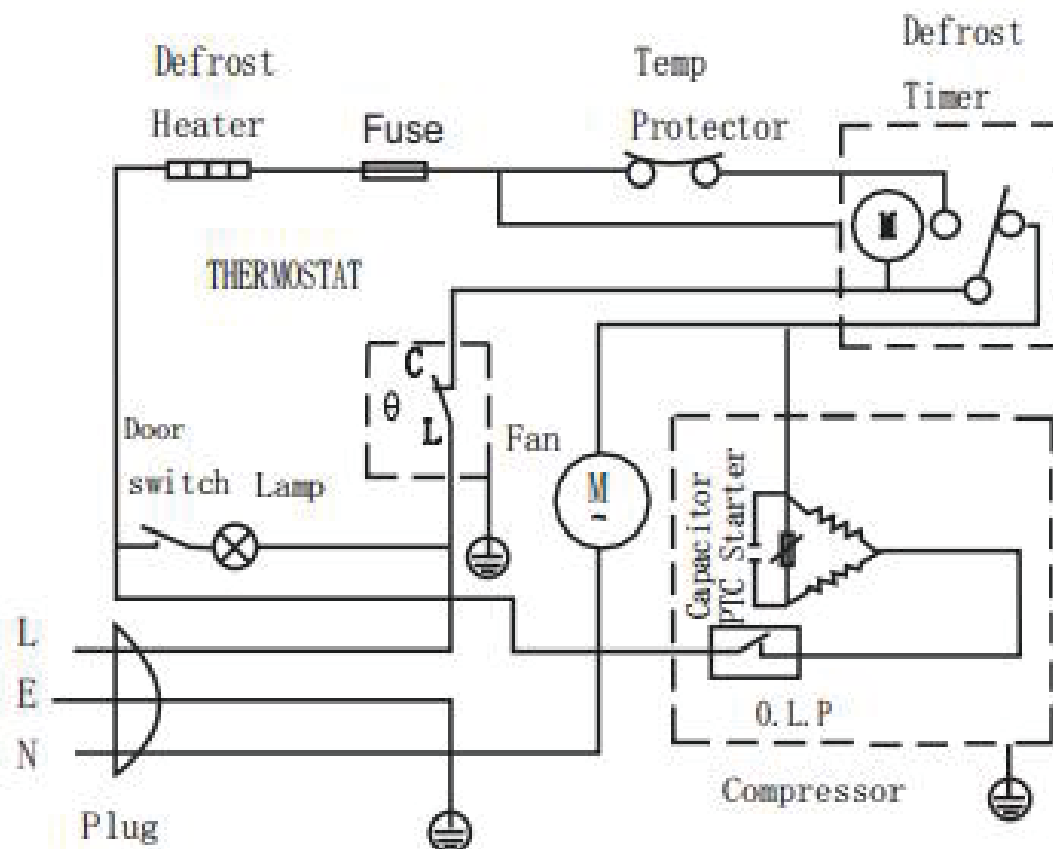 Defrost
Heater
Fuse
Temp
Protector
Defrost
Timer
M
THERMOSTAT
C
θ
L
Door
switch
Lamp
Fan
M
~
Capacitor
PTC Starter
L
E
N
O.L.P
Compressor
Plug